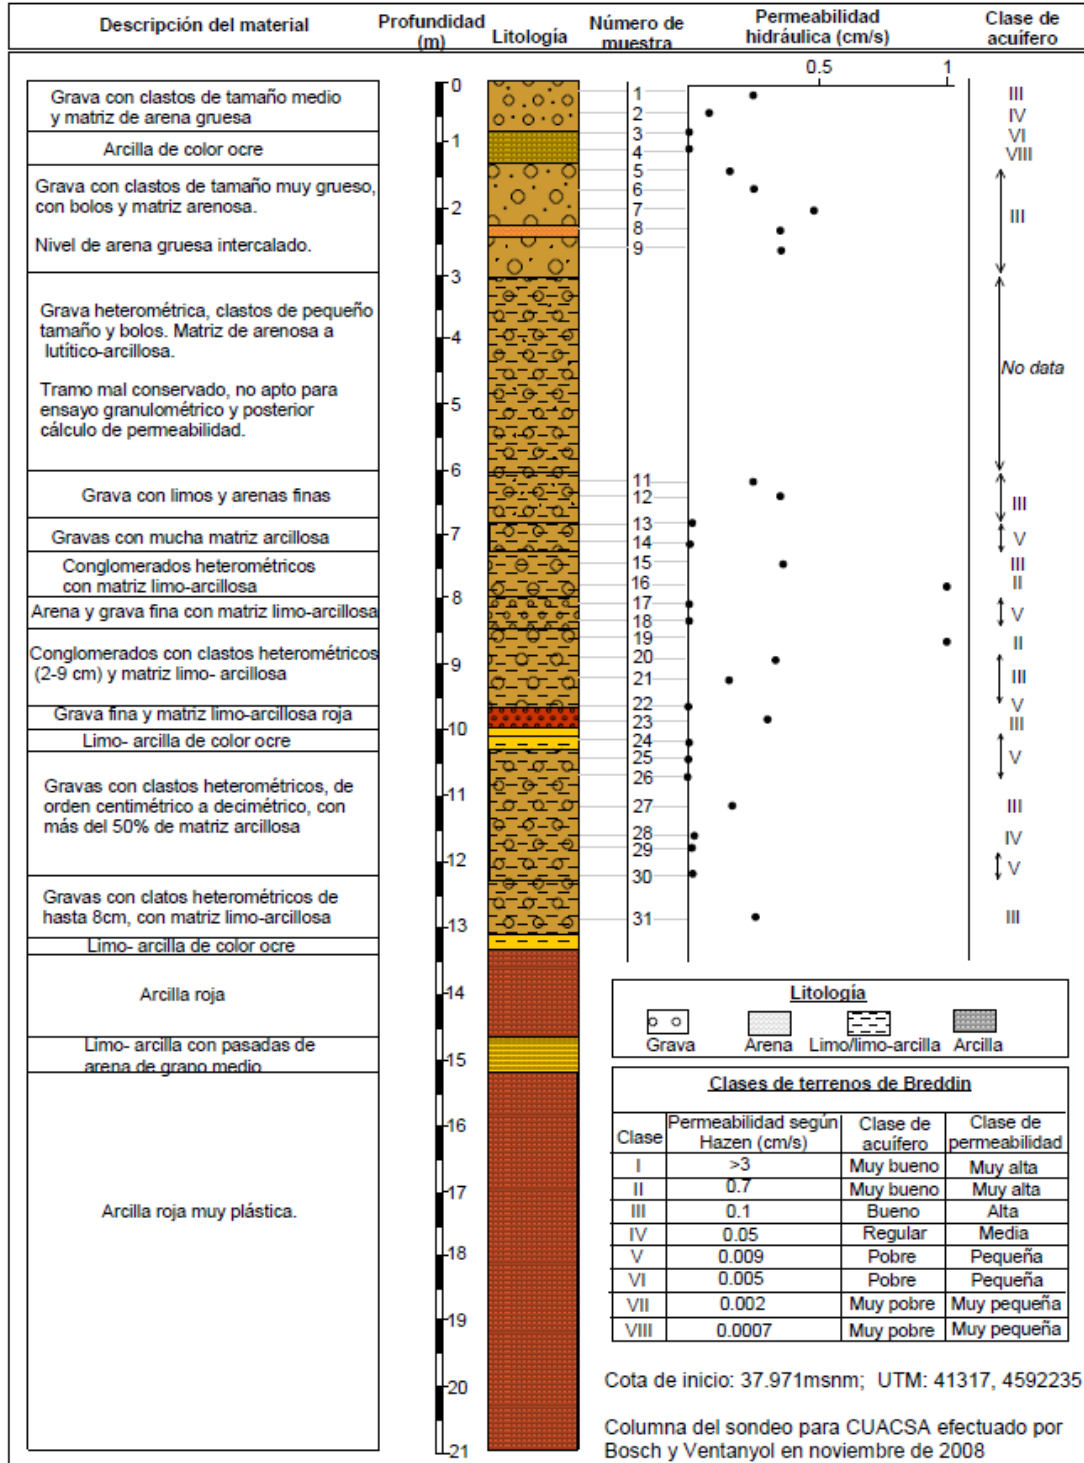 Descripción del material
Profundidad
(m)
Litología
Número de
muestra
Permeabilidad
hidráulica (cm/s)
Clase de
acuífero
0.5
1
Grava con clastos de tamaño medio
y matriz de arena gruesa
Arcilla de color ocre
Grava con clastos de tamaño muy grueso,
con bolos y matriz arenosa.
Nivel de arena gruesa intercalado.
Grava heterométrica, clastos de pequeño
tamaño y bolos. Matriz de arenosa a
lutítico-arcillosa.
Tramo mal conservado, no apto para
ensayo granulométrico y posterior
cálculo de permeabilidad.
Grava con limos y arenas finas
Gravas con mucha matriz arcillosa
Conglomerados heterométricos
con matriz limo-arcillosa
Arena y grava fina con matriz limo-arcillosa
Conglomerados con clastos heterométricos
(2-9 cm) y matriz limo- arcillosa
Grava fina y matriz limo-arcillosa roja
Limo- arcilla de color ocre
Gravas con clastos heterométricos, de
orden centimétrico a decimétrico, con
más del 50% de matriz arcillosa
Gravas con clatos heterométricos de
hasta 8cm, con matriz limo-arcillosa
Limo- arcilla de color ocre
Arcilla roja
Limo- arcilla con pasadas de
arena de grano medio
Arcilla roja muy plástica.
0
1
2
3
4
5
6
7
8
9
10
11
12
13
14
15
16
17
18
19
20
21
1
2
3
4
5
6
7
8
9
11
12
13
14
15
16
17
18
19
20
21
22
23
24
25
26
27
28
29
30
31
III
IV
VI
VIII
III
No data
III
V
III
II
V
II
III
V
III
V
III
IV
V
III
Litología
Grava Arena Limo/limo-arcilla Arcilla
Clases de terrenos de Breddin
Clase
Permeabilidad según
Hazen (cm/s)
Clase de
acuífero
Clase de
permeabilidad
I >3 Muy bueno Muy alta
II 0.7 Muy bueno Muy alta
III 0.1 Bueno Alta
IV 0.05 Regular Media
V 0.009 Pobre Pequeña
VI 0.005 Pobre Pequeña
VII 0.002 Muy pobre Muy pequeña
VIII 0.0007 Muy pobre Muy pequeña
Cota de inicio: 37.971msnm; UTM: 41317, 4592235
Columna del sondeo para CUACSA efectuado por
Bosch y Ventanyol en noviembre de 2008